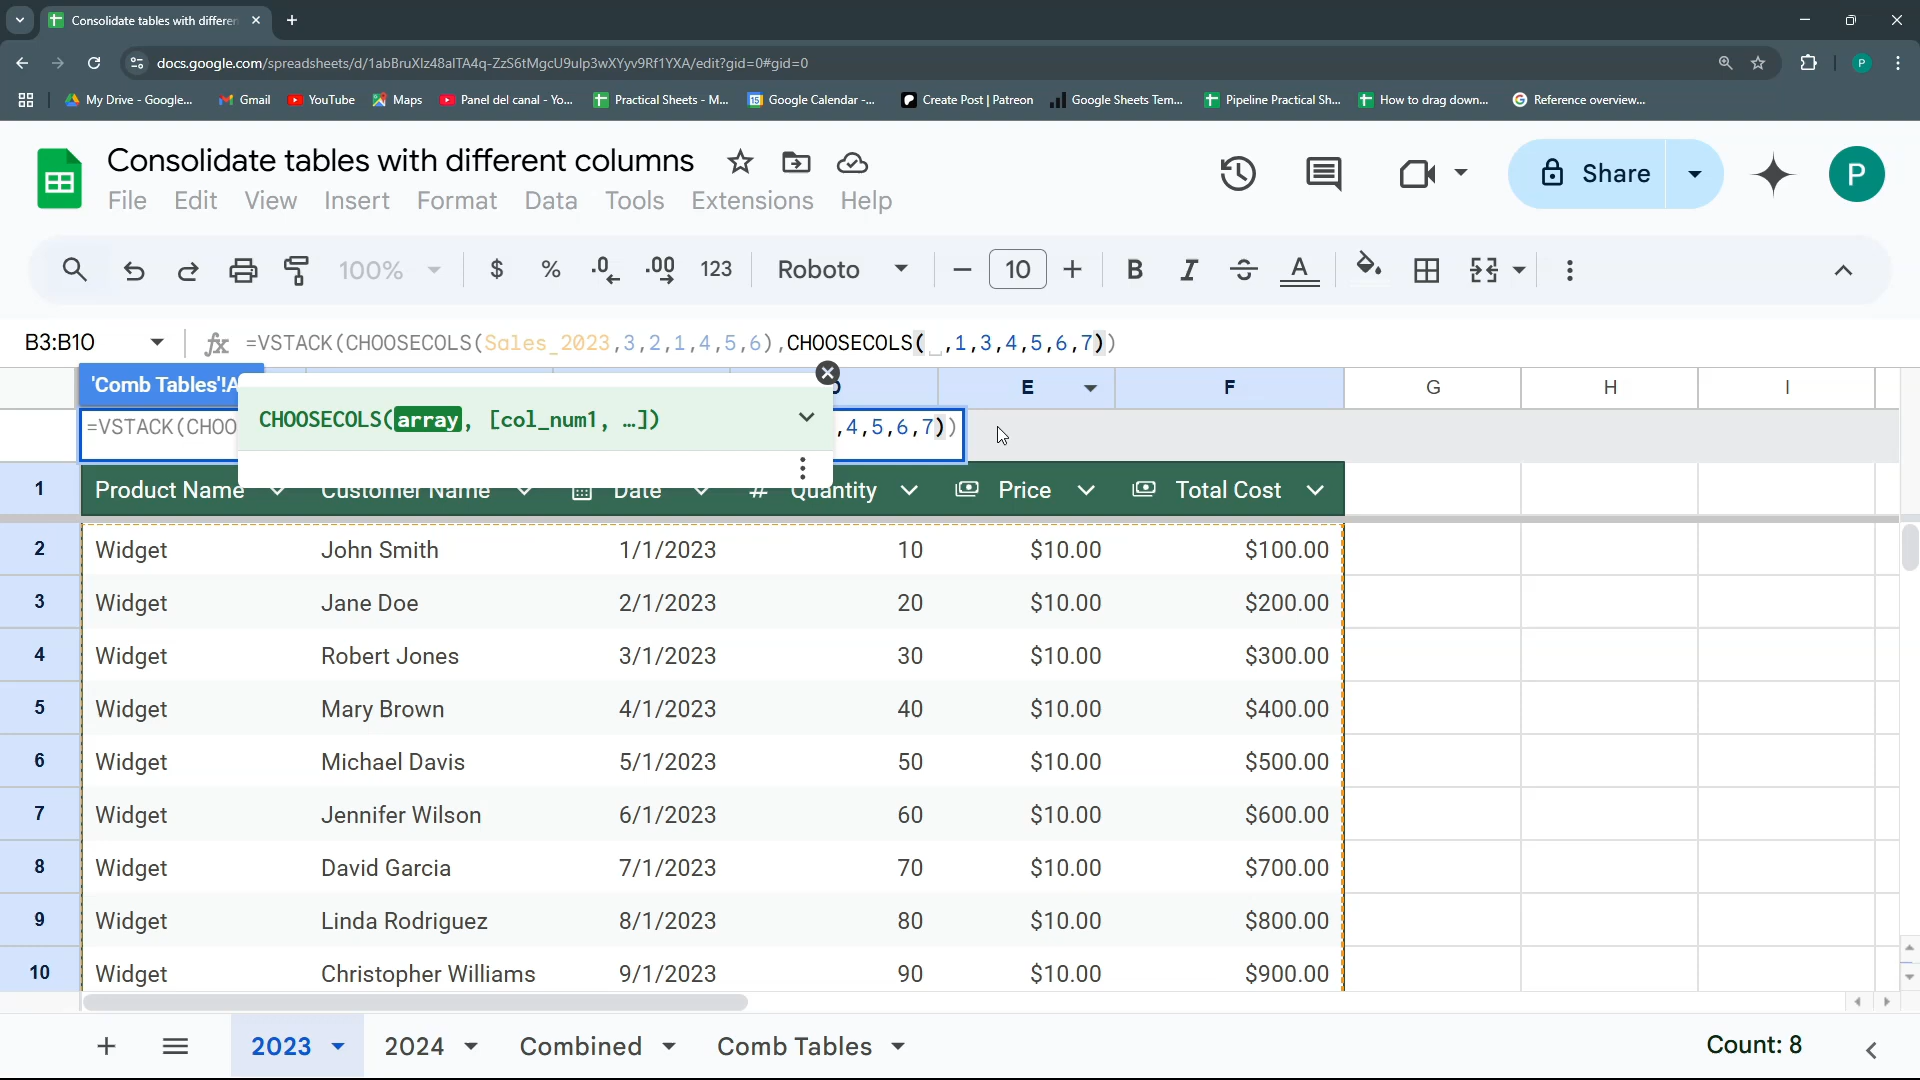 Consolidate tables with differen
docs.google.com/spreadsheets/d/1abBruXlz48alTA4q-ZzS6tMgcU9ulp3wXYyv9Rf1YXA/edit?gid=0#gid=0
My Drive - Google... Gmail YouTube Maps Panel del canal - Yo... Practical Sheets - M... Google Calendar -... Create Post | Patreon Google Sheets Tem... Pipeline Practical Sh... How to drag down... Reference overview...
Consolidate tables with different columns
Share
P
File Edit View Insert Format Data Tools Extensions Help
100% $ % .0 .00 123 Roboto 10 B I S A
B3:B10 fx =VSTACK(CHOOSECOLS(Sales_2023,3,2,1,4,5,6),CHOOSECOLS( ,1,3,4,5,6,7))
'Comb Tables'!A
E F G H I
CHOOSECOLS(array, [col_num1, …])
=VSTACK(CHOO ,4,5,6,7))
1 Product Name Customer Name Date # Quantity Price Total Cost
2 Widget John Smith 1/1/2023 10 $10.00 $100.00
3 Widget Jane Doe 2/1/2023 20 $10.00 $200.00
4 Widget Robert Jones 3/1/2023 30 $10.00 $300.00
5 Widget Mary Brown 4/1/2023 40 $10.00 $400.00
6 Widget Michael Davis 5/1/2023 50 $10.00 $500.00
7 Widget Jennifer Wilson 6/1/2023 60 $10.00 $600.00
8 Widget David Garcia 7/1/2023 70 $10.00 $700.00
9 Widget Linda Rodriguez 8/1/2023 80 $10.00 $800.00
10 Widget Christopher Williams 9/1/2023 90 $10.00 $900.00
2023 2024 Combined Comb Tables Count: 8